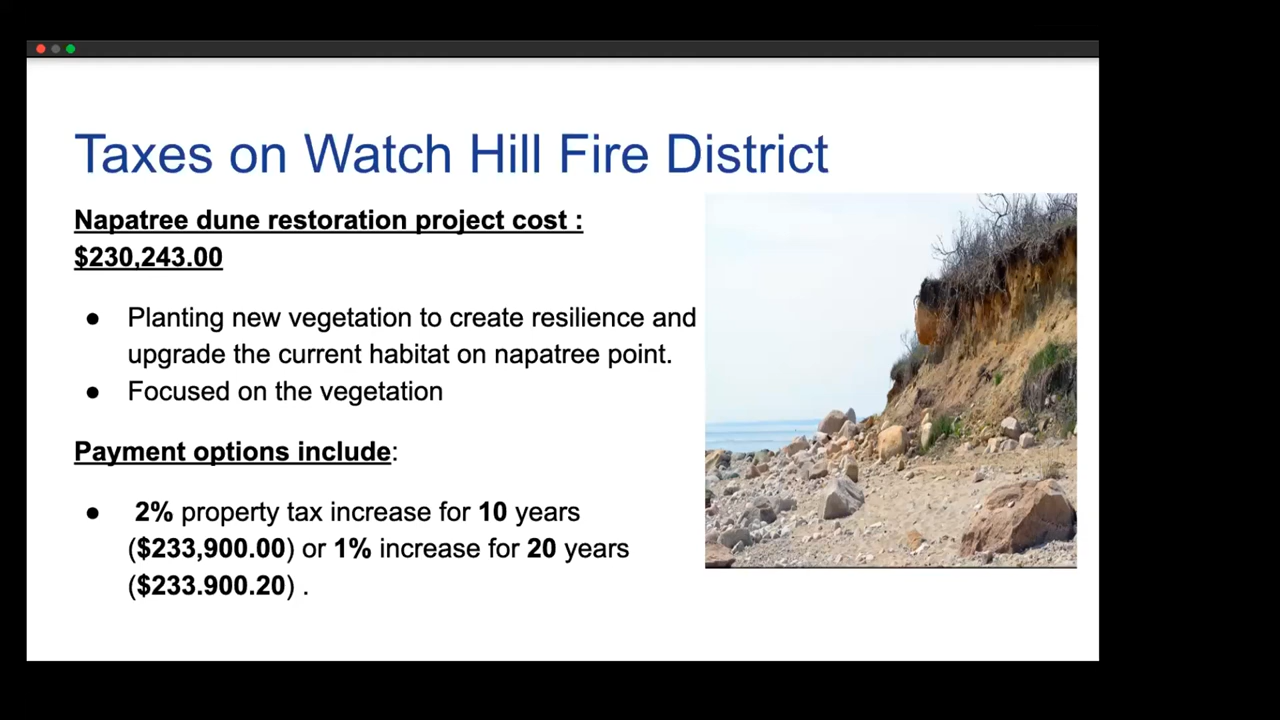 Taxes on Watch Hill Fire District
Napatree dune restoration project cost :
$230,243.00
● Planting new vegetation to create resilience and
upgrade the current habitat on napatree point.
● Focused on the vegetation
Payment options include:
● 2% property tax increase for 10 years
($233,900.00) or 1% increase for 20 years
($233.900.20) .